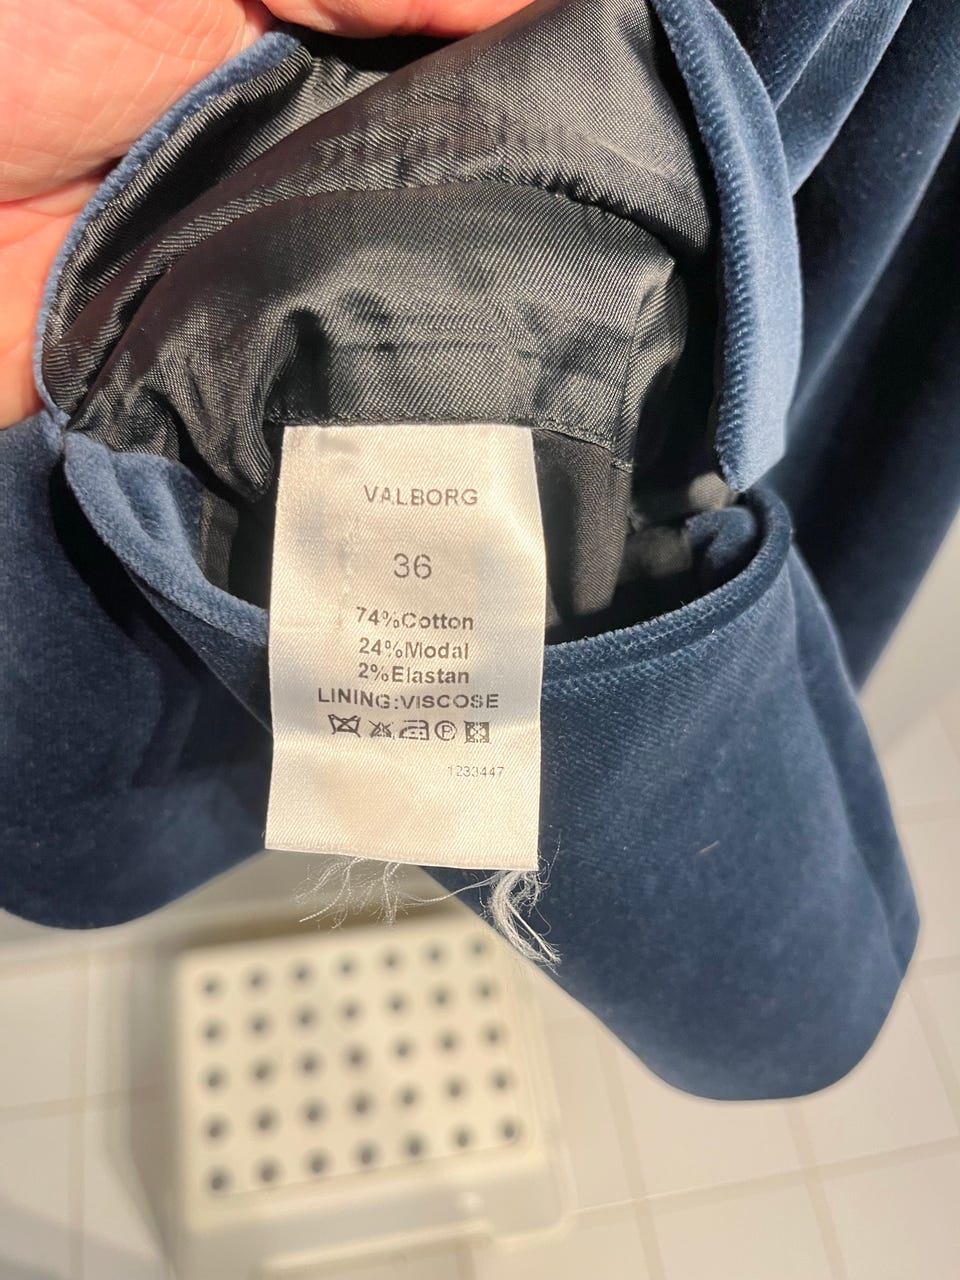 VALBORG
36
74%Cotton
24%Modal
2%Elastan
LINING:VISCOSE
P
1233447